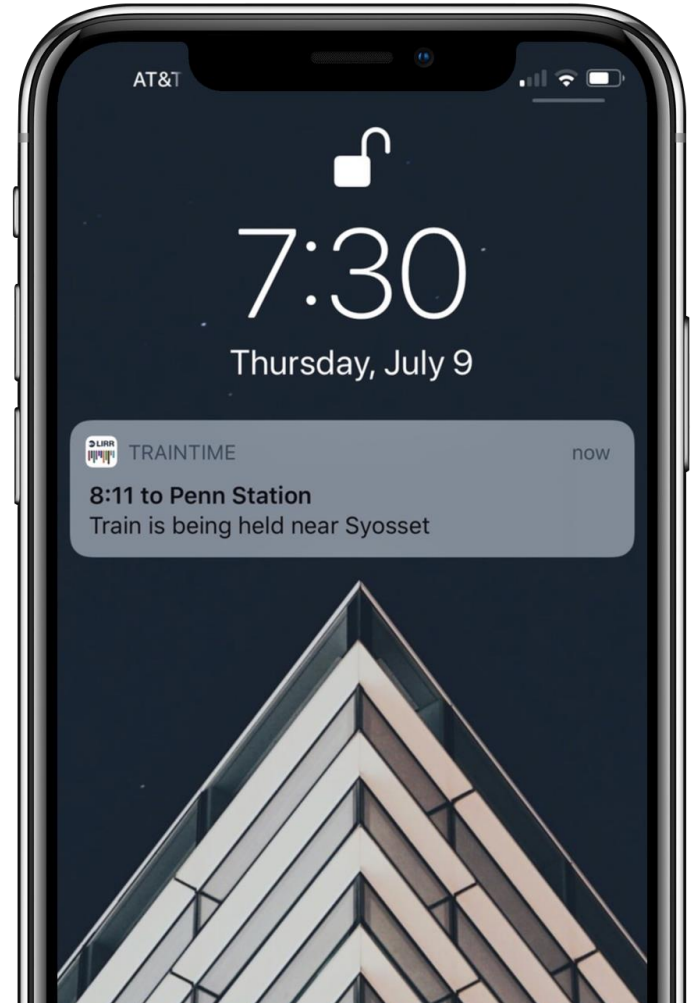 AT&T
7:30
Thursday, July 9
LIRR
TRAINTIME
now
8:11 to Penn Station
Train is being held near Syosset